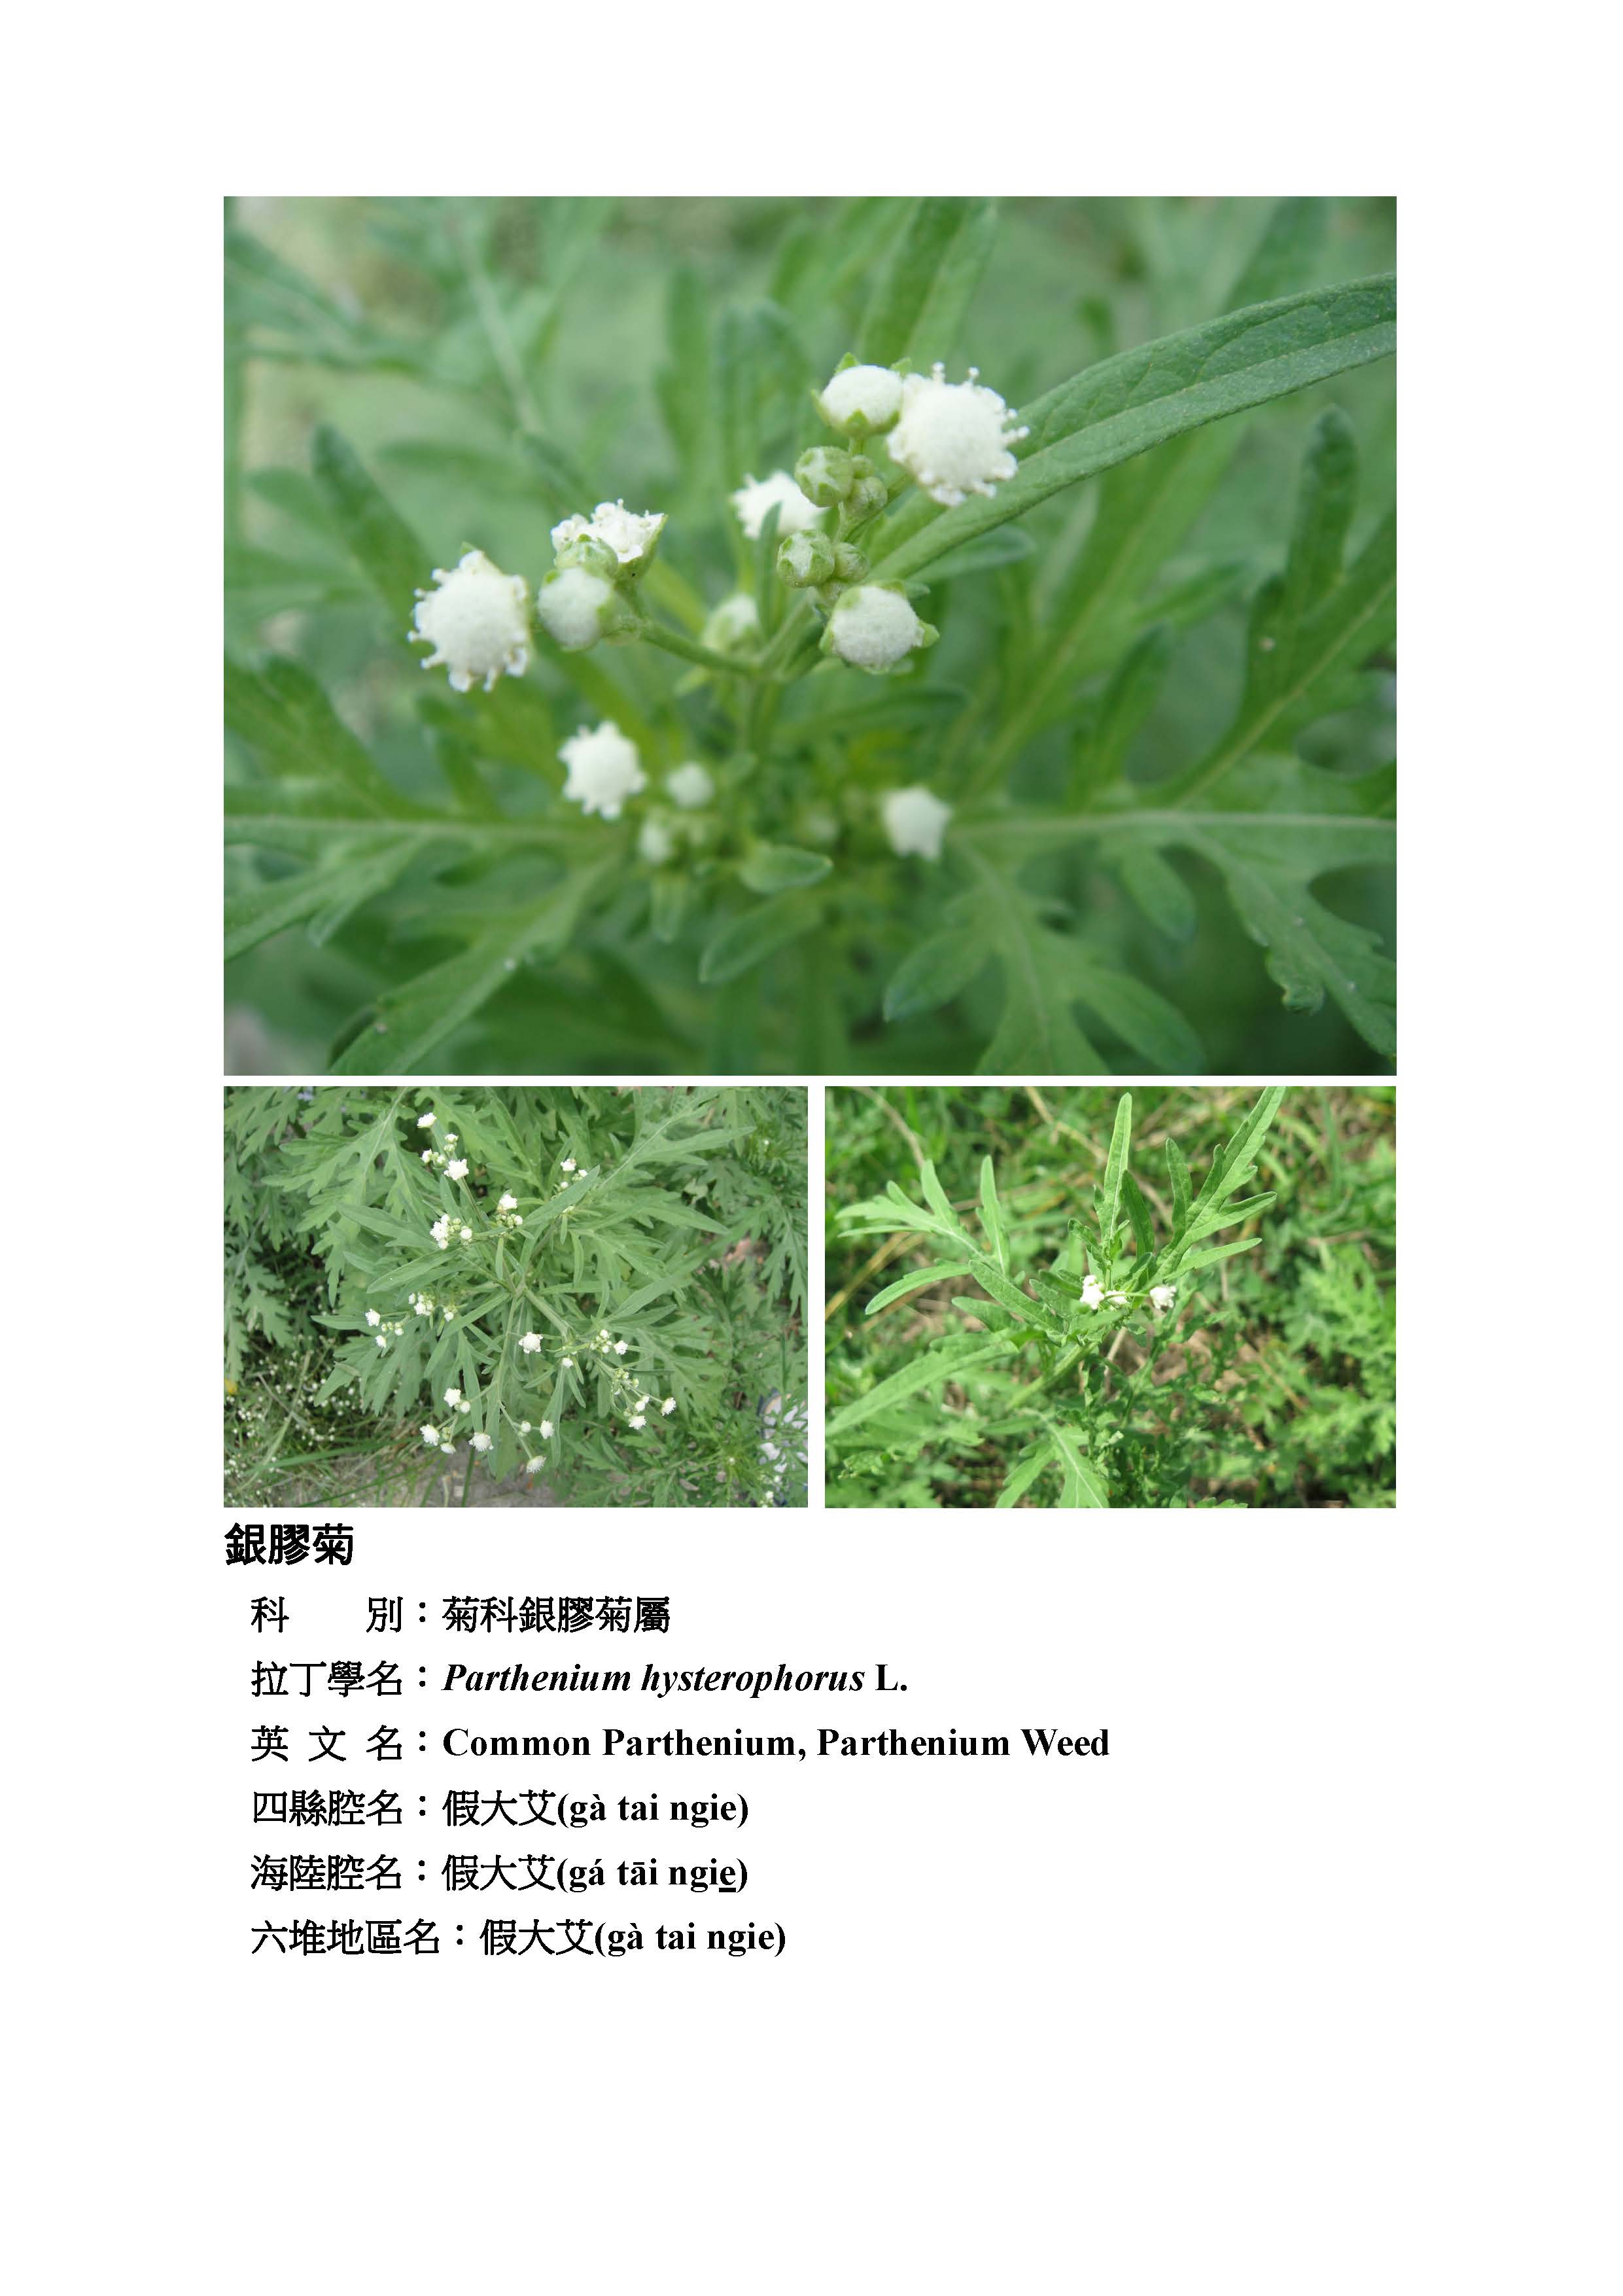 銀膠菊
科　　別：菊科銀膠菊屬
拉丁學名：Parthenium hysterophorus L.
英 文 名：Common Parthenium, Parthenium Weed
四縣腔名：假大艾(gà tai ngie)
海陸腔名：假大艾(gá tāi ngie)
六堆地區名：假大艾(gà tai ngie)